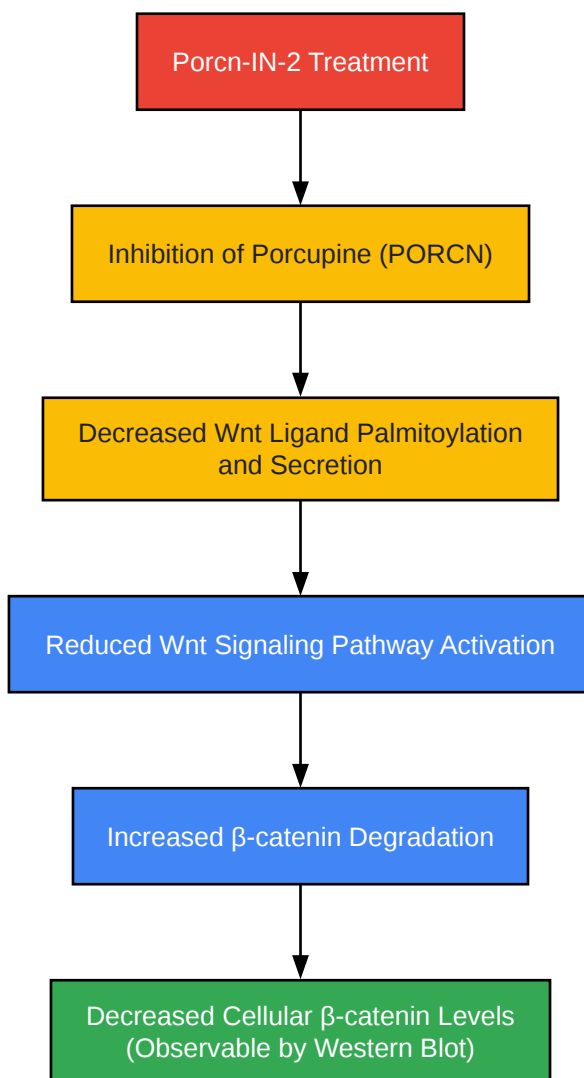 Porcn-IN-2 Treatment
Inhibition of Porcupine (PORCN)
Decreased Wnt Ligand Palmitoylation
and Secretion
Reduced Wnt Signaling Pathway Activation
Increased β-catenin Degradation
Decreased Cellular β-catenin Levels
(Observable by Western Blot)